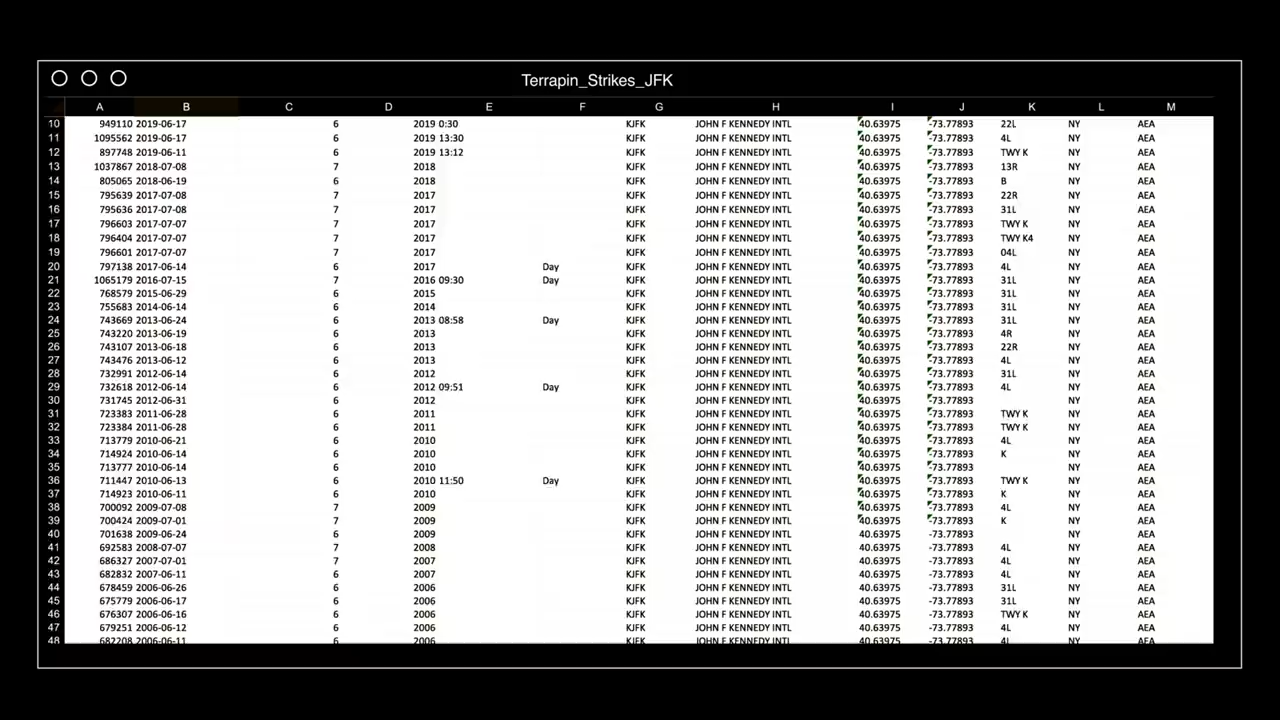 Terrapin_Strikes_JFK
A B C D E F G H I J K L M
10 949110 2019-06-17 6 2019 0:30 KJFK JOHN F KENNEDY INTL 40.63975 -73.77893 22L NY AEA
11 1095562 2019-06-17 6 2019 13:30 KJFK JOHN F KENNEDY INTL 40.63975 -73.77893 4L NY AEA
12 897748 2019-06-11 6 2019 13:12 KJFK JOHN F KENNEDY INTL 40.63975 -73.77893 TWY K NY AEA
13 1037867 2018-07-08 7 2018 KJFK JOHN F KENNEDY INTL 40.63975 -73.77893 13R NY AEA
14 805065 2018-06-19 6 2018 KJFK JOHN F KENNEDY INTL 40.63975 -73.77893 B NY AEA
15 795639 2017-07-08 7 2017 KJFK JOHN F KENNEDY INTL 40.63975 -73.77893 22R NY AEA
16 795636 2017-07-08 7 2017 KJFK JOHN F KENNEDY INTL 40.63975 -73.77893 31L NY AEA
17 796603 2017-07-07 7 2017 KJFK JOHN F KENNEDY INTL 40.63975 -73.77893 TWY K NY AEA
18 796404 2017-07-07 7 2017 KJFK JOHN F KENNEDY INTL 40.63975 -73.77893 TWY K4 NY AEA
19 796601 2017-07-07 7 2017 KJFK JOHN F KENNEDY INTL 40.63975 -73.77893 04L NY AEA
20 797138 2017-06-14 6 2017 Day KJFK JOHN F KENNEDY INTL 40.63975 -73.77893 4L NY AEA
21 1065179 2016-07-15 7 2016 09:30 Day KJFK JOHN F KENNEDY INTL 40.63975 -73.77893 31L NY AEA
22 768579 2015-06-29 6 2015 KJFK JOHN F KENNEDY INTL 40.63975 -73.77893 31L NY AEA
23 755683 2014-06-14 6 2014 KJFK JOHN F KENNEDY INTL 40.63975 -73.77893 31L NY AEA
24 743669 2013-06-24 6 2013 08:58 Day KJFK JOHN F KENNEDY INTL 40.63975 -73.77893 31L NY AEA
25 743220 2013-06-19 6 2013 KJFK JOHN F KENNEDY INTL 40.63975 -73.77893 4R NY AEA
26 743107 2013-06-18 6 2013 KJFK JOHN F KENNEDY INTL 40.63975 -73.77893 22R NY AEA
27 743476 2013-06-12 6 2013 KJFK JOHN F KENNEDY INTL 40.63975 -73.77893 4L NY AEA
28 732991 2012-06-14 6 2012 KJFK JOHN F KENNEDY INTL 40.63975 -73.77893 31L NY AEA
29 732618 2012-06-14 6 2012 09:51 Day KJFK JOHN F KENNEDY INTL 40.63975 -73.77893 4L NY AEA
30 731745 2012-06-31 6 2012 KJFK JOHN F KENNEDY INTL 40.63975 -73.77893 NY AEA
31 723383 2011-06-28 6 2011 KJFK JOHN F KENNEDY INTL 40.63975 -73.77893 TWY K NY AEA
32 723384 2011-06-28 6 2011 KJFK JOHN F KENNEDY INTL 40.63975 -73.77893 TWY K NY AEA
33 713779 2010-06-21 6 2010 KJFK JOHN F KENNEDY INTL 40.63975 -73.77893 4L NY AEA
34 714924 2010-06-14 6 2010 KJFK JOHN F KENNEDY INTL 40.63975 -73.77893 K NY AEA
35 713777 2010-06-14 6 2010 KJFK JOHN F KENNEDY INTL 40.63975 -73.77893 NY AEA
36 711447 2010-06-13 6 2010 11:50 Day KJFK JOHN F KENNEDY INTL 40.63975 -73.77893 TWY K NY AEA
37 714923 2010-06-11 6 2010 KJFK JOHN F KENNEDY INTL 40.63975 -73.77893 K NY AEA
38 700092 2009-07-08 7 2009 KJFK JOHN F KENNEDY INTL 40.63975 -73.77893 4L NY AEA
39 700424 2009-07-01 7 2009 KJFK JOHN F KENNEDY INTL 40.63975 -73.77893 K NY AEA
40 701638 2009-06-24 6 2009 KJFK JOHN F KENNEDY INTL 40.63975 -73.77893 NY AEA
41 692583 2008-07-07 7 2008 KJFK JOHN F KENNEDY INTL 40.63975 -73.77893 4L NY AEA
42 686327 2007-07-01 7 2007 KJFK JOHN F KENNEDY INTL 40.63975 -73.77893 4L NY AEA
43 682832 2007-06-11 6 2007 KJFK JOHN F KENNEDY INTL 40.63975 -73.77893 4L NY AEA
44 678459 2006-06-26 6 2006 KJFK JOHN F KENNEDY INTL 40.63975 -73.77893 31L NY AEA
45 675779 2006-06-17 6 2006 KJFK JOHN F KENNEDY INTL 40.63975 -73.77893 31L NY AEA
46 676307 2006-06-16 6 2006 KJFK JOHN F KENNEDY INTL 40.63975 -73.77893 TWY K NY AEA
47 679251 2006-06-12 6 2006 KJFK JOHN F KENNEDY INTL 40.63975 -73.77893 4L NY AEA
48 682208 2006-06-11 6 2006 KJFK JOHN F KENNEDY INTL 40.63975 -73.77893 4L NY AEA